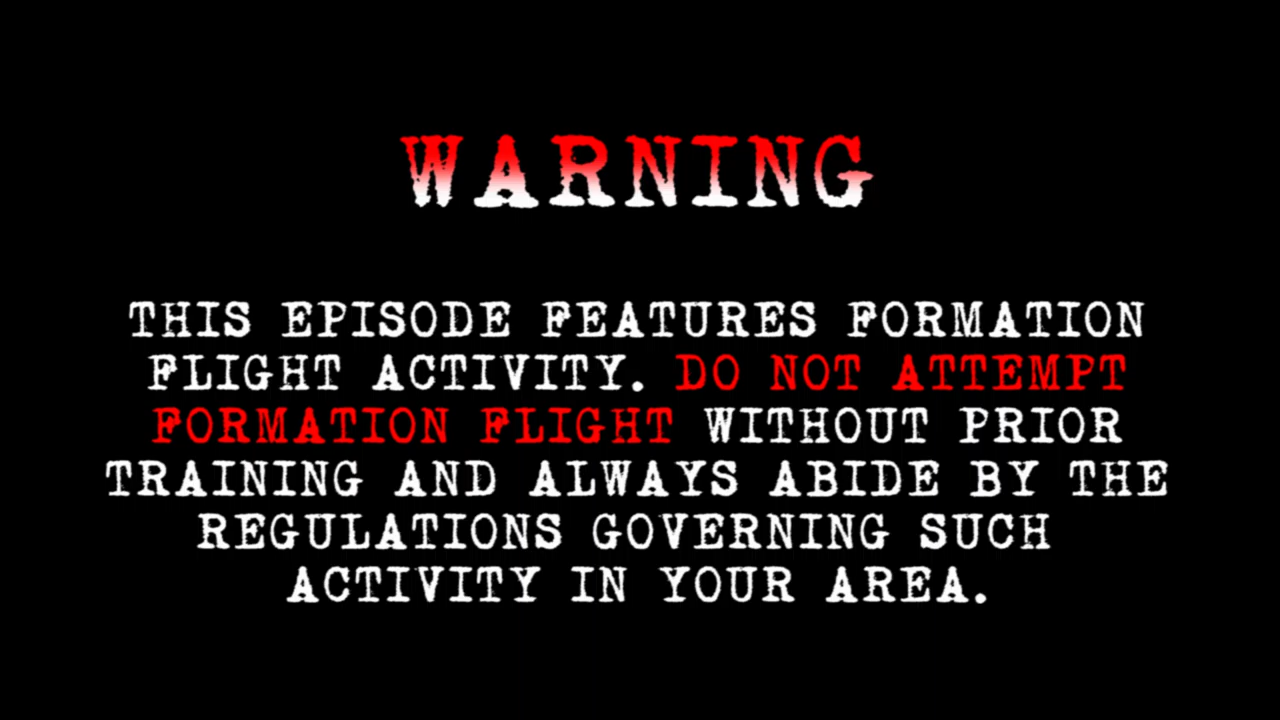 WARNING
THIS EPISODE FEATURES FORMATION
FLIGHT ACTIVITY. DO NOT ATTEMPT
FORMATION FLIGHT WITHOUT PRIOR
TRAINING AND ALWAYS ABIDE BY THE
REGULATIONS GOVERNING SUCH
ACTIVITY IN YOUR AREA.